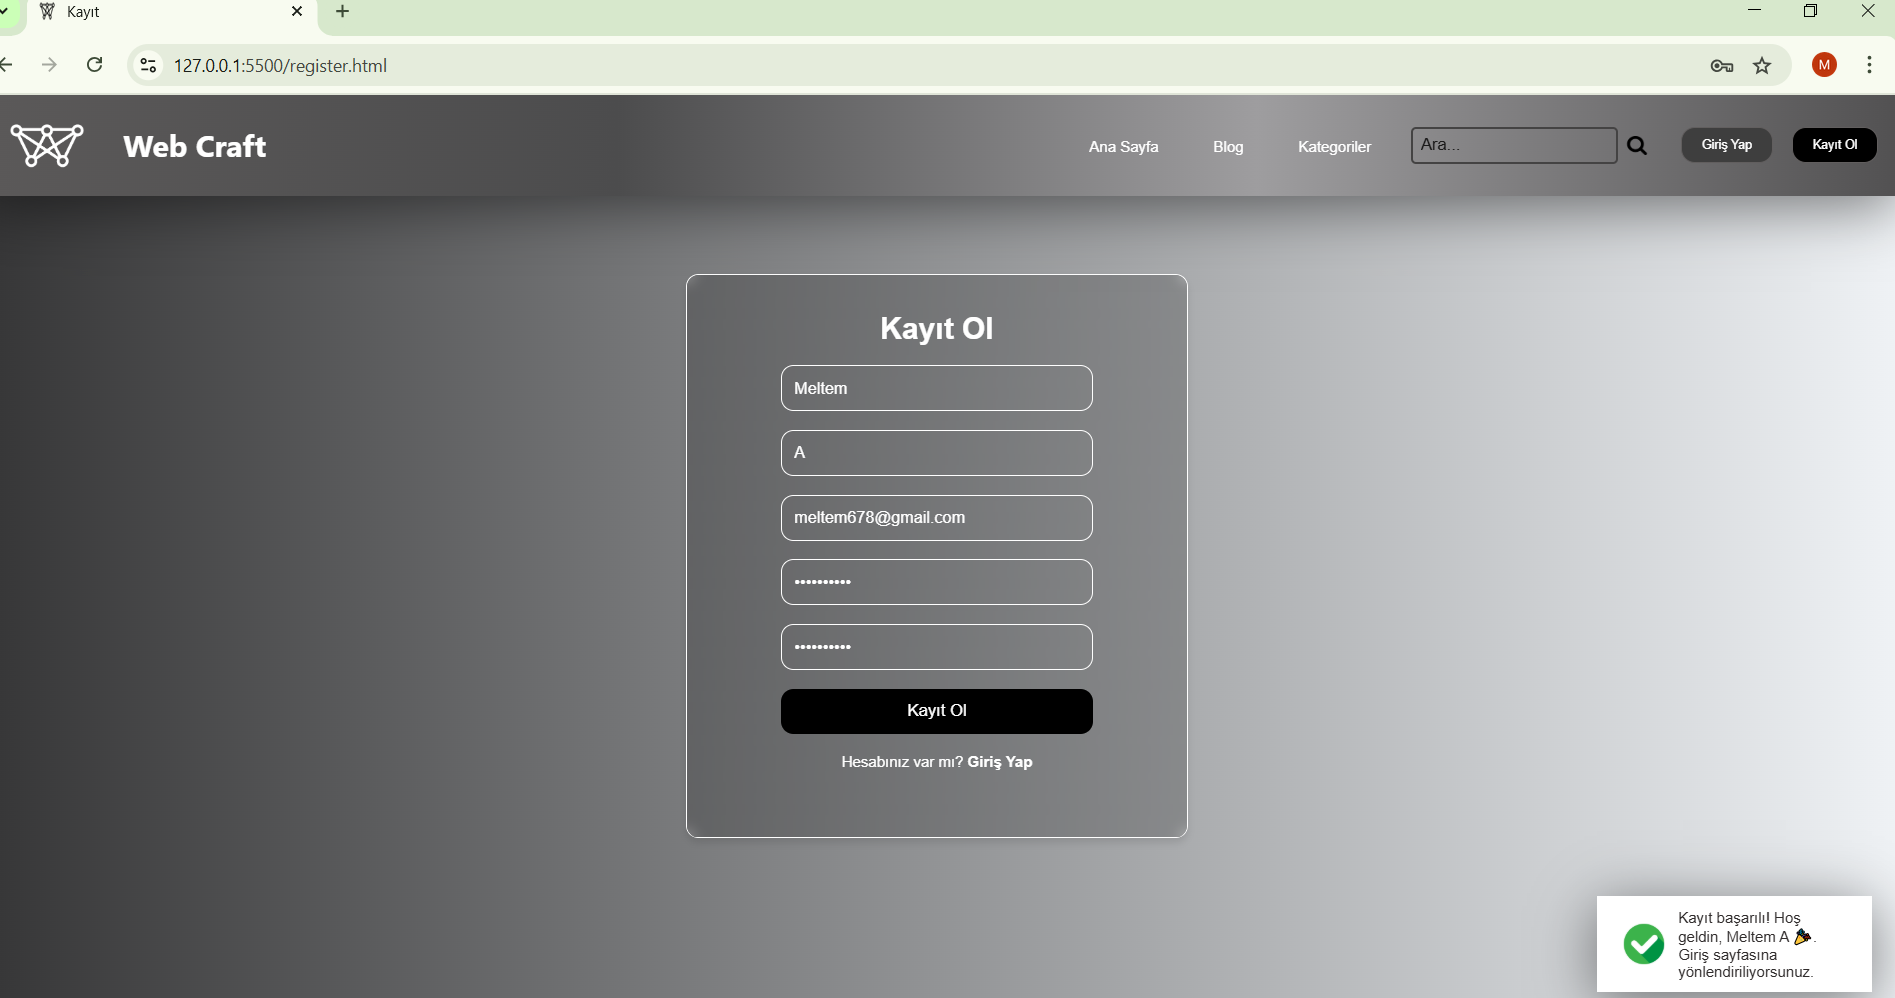 Kayıt
127.0.0.1:5500/register.html
M
Web Craft
Ana Sayfa
Blog
Kategoriler
Ara...
Giriş Yap
Kayıt Ol
Kayıt Ol
Meltem
A
meltem678@gmail.com
••••••••••
••••••••••
Kayıt Ol
Hesabınız var mı? Giriş Yap
Kayıt başarılı! Hoş
geldin, Meltem A 🎉.
Giriş sayfasına
yönlendiriliyorsunuz.